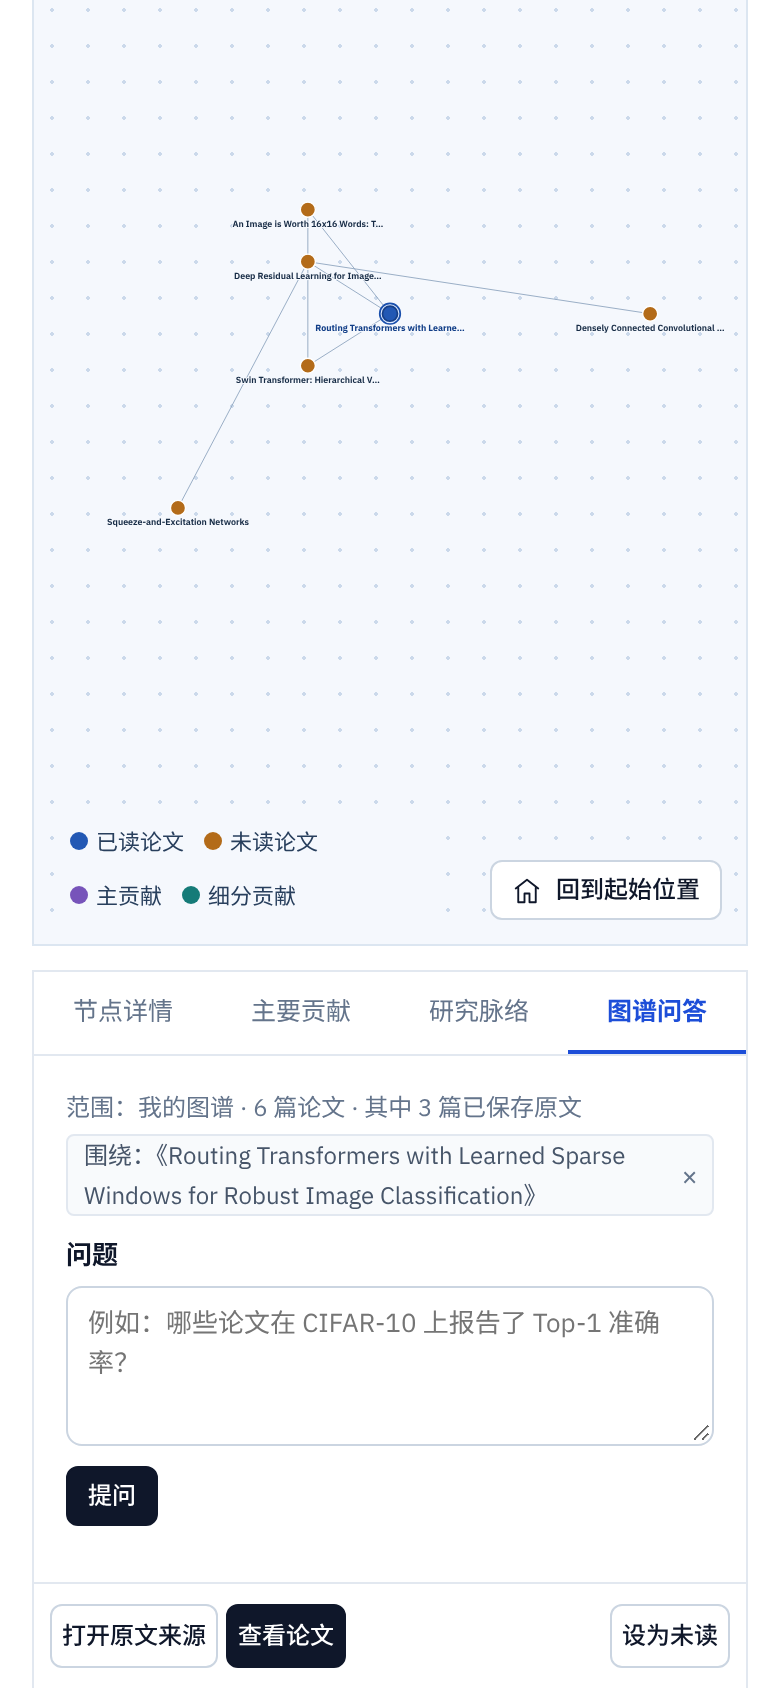 An Image is Worth 16x16 Words: T...
Deep Residual Learning for Image...
Routing Transformers with Learne...
Densely Connected Convolutional ...
Swin Transformer: Hierarchical V...
Squeeze-and-Excitation Networks
已读论文 未读论文
主贡献 细分贡献
回到起始位置
节点详情 主要贡献 研究脉络 图谱问答
范围：我的图谱 · 6 篇论文 · 其中 3 篇已保存原文
围绕：《Routing Transformers with Learned Sparse
Windows for Robust Image Classification》 ×
问题
例如：哪些论文在 CIFAR-10 上报告了 Top-1 准确
率？
提问
打开原文来源 查看论文 设为未读